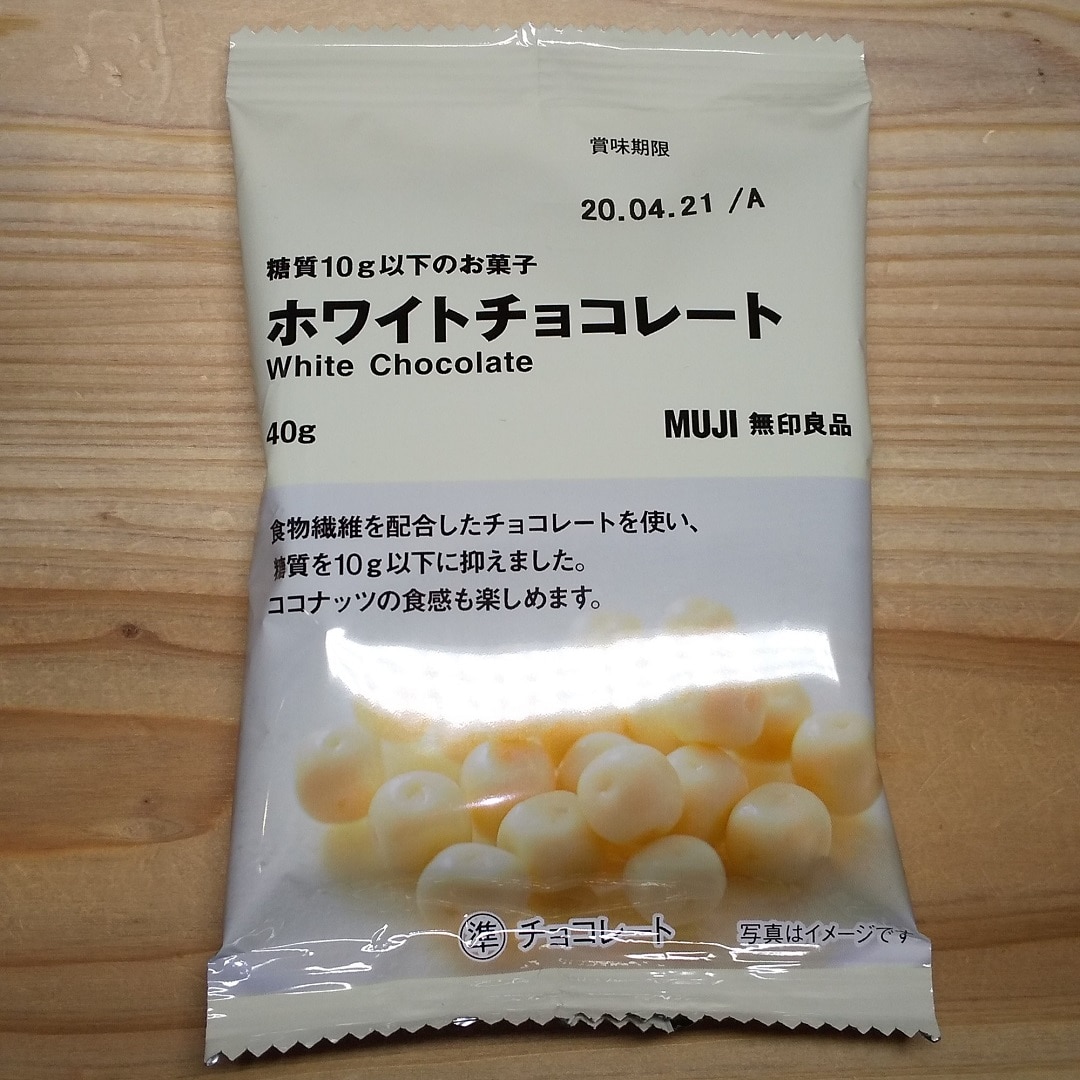 賞味期限
20.04.21 /A
糖質10g以下のお菓子
ホワイトチョコレート
White Chocolate
40g
MUJI 無印良品
食物繊維を配合したチョコレートを使い、
糖質を10g以下に抑えました。
ココナッツの食感も楽しめます。
準 チョコレート
写真はイメージです